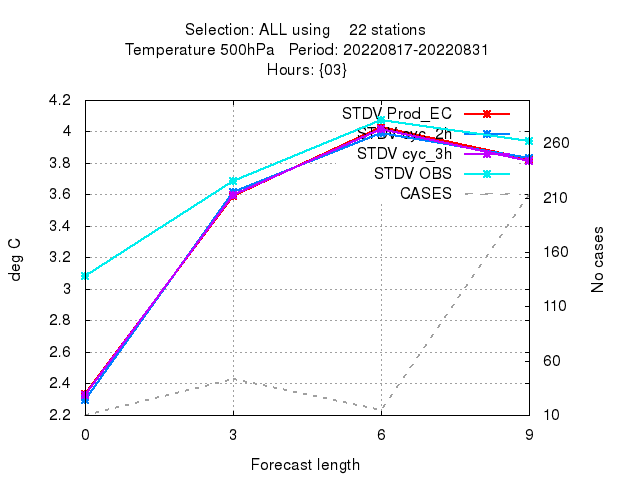 Selection: ALL using 22 stations
Temperature 500hPa Period: 20220817-20220831
Hours: {03}
4.2
4
3.8
3.6
3.4
3.2
3
2.8
2.6
2.4
2.2
deg C
STDV Prod_EC
STDV cyc_2h
STDV cyc_3h
STDV OBS
CASES
260
210
160
110
60
10
No cases
0 3 6 9
Forecast length